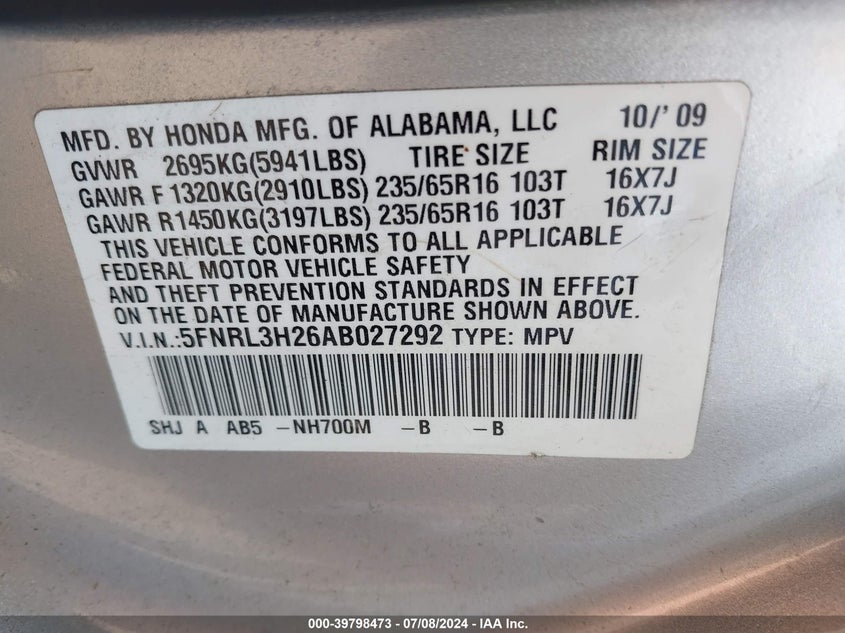 MFD. BY HONDA MFG. OF ALABAMA, LLC 10/'09
GVWR 2695KG(5941LBS) TIRE SIZE RIM SIZE
GAWR F 1320KG(2910LBS) 235/65R16 103T 16X7J
GAWR R1450KG(3197LBS) 235/65R16 103T 16X7J
THIS VEHICLE CONFORMS TO ALL APPLICABLE
FEDERAL MOTOR VEHICLE SAFETY
AND THEFT PREVENTION STANDARDS IN EFFECT
ON THE DATE OF MANUFACTURE SHOWN ABOVE.
V.I.N.:5FNRL3H26AB027292 TYPE: MPV
SHJ A AB5 -NH700M -B -B
000-39798473 - 07/08/2024 - IAA Inc.